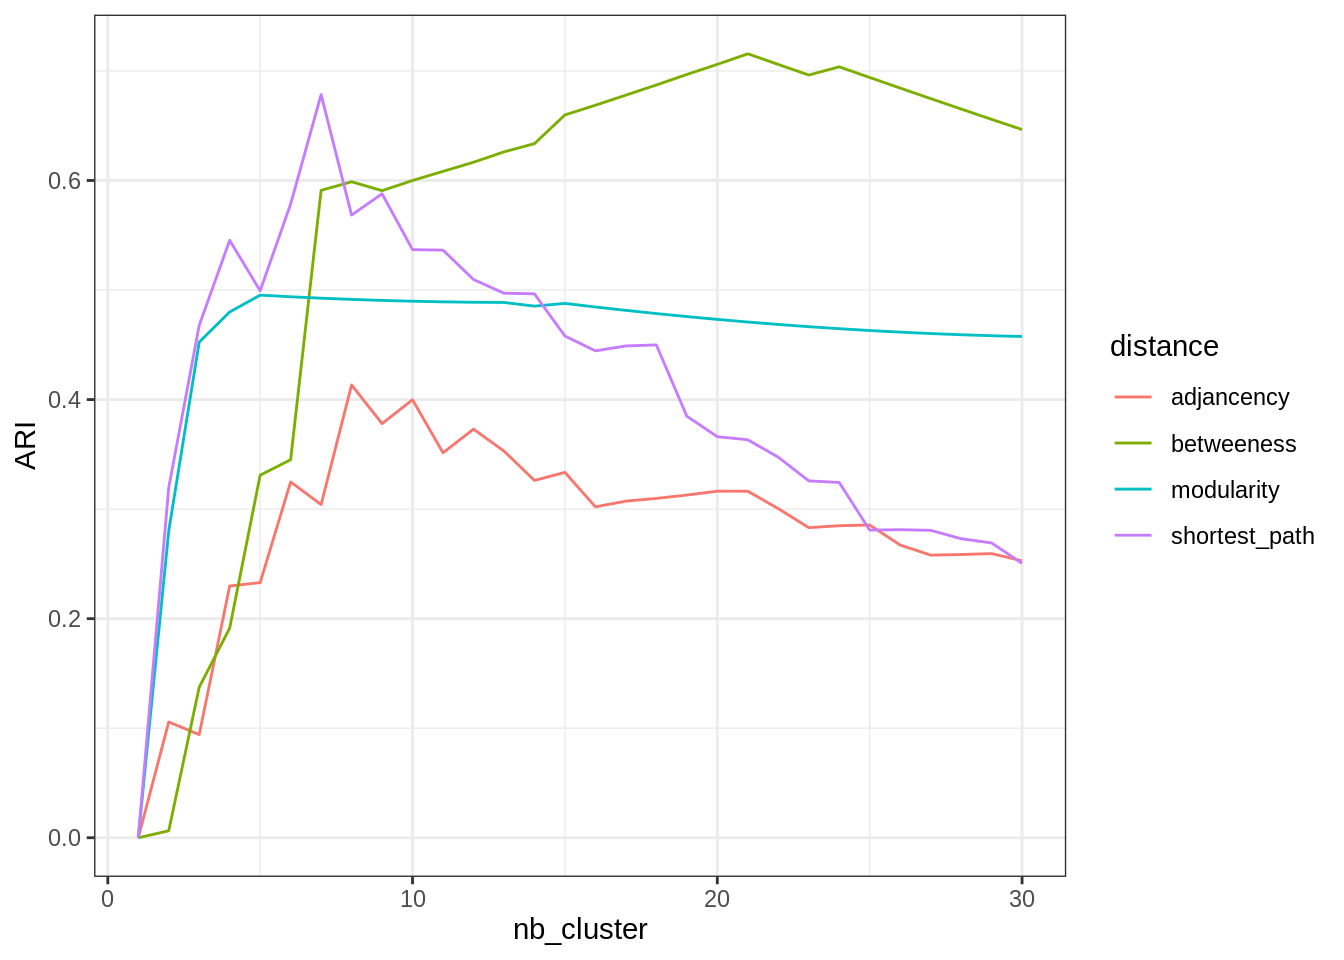 0.6
0.4
0.2
0.0
ARI
0 10 20 30
nb_cluster
distance
adjancency
betweeness
modularity
shortest_path